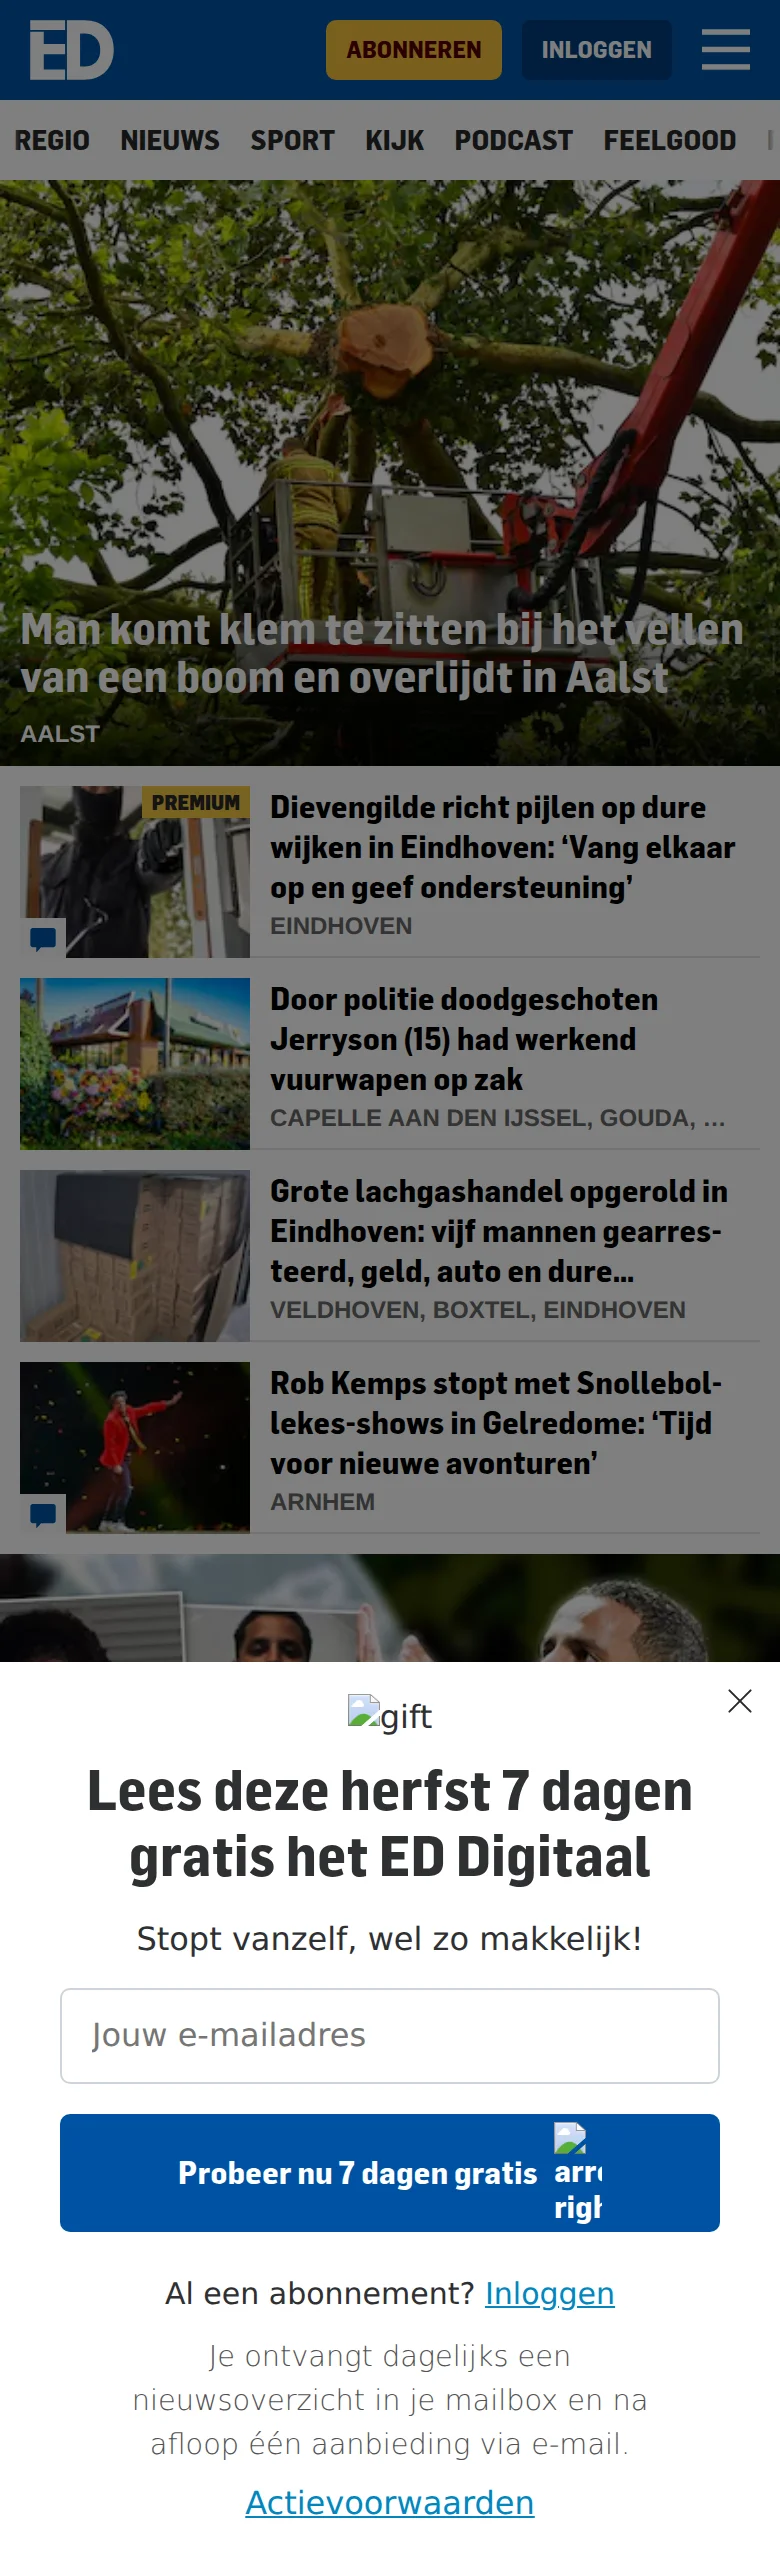 ED
ABONNEREN
INLOGGEN
REGIO NIEUWS SPORT KIJK PODCAST FEELGOOD
Man komt klem te zitten bij het vellen
van een boom en overlijdt in Aalst
AALST
PREMIUM
Dievengilde richt pijlen op dure
wijken in Eindhoven: ‘Vang elkaar
op en geef ondersteuning’
EINDHOVEN
Door politie doodgeschoten
Jerryson (15) had werkend
vuurwapen op zak
CAPELLE AAN DEN IJSSEL, GOUDA, ...
Grote lachgashandel opgerold in
Eindhoven: vijf mannen gearres-
teerd, geld, auto en dure...
VELDHOVEN, BOXTEL, EINDHOVEN
Rob Kemps stopt met Snollebol-
lekes-shows in Gelredome: ‘Tijd
voor nieuwe avonturen’
ARNHEM
gift
Lees deze herfst 7 dagen
gratis het ED Digitaal
Stopt vanzelf, wel zo makkelijk!
Jouw e-mailadres
Probeer nu 7 dagen gratis
Al een abonnement? Inloggen
Je ontvangt dagelijks een
nieuwsoverzicht in je mailbox en na
afloop één aanbieding via e-mail.
Actievoorwaarden